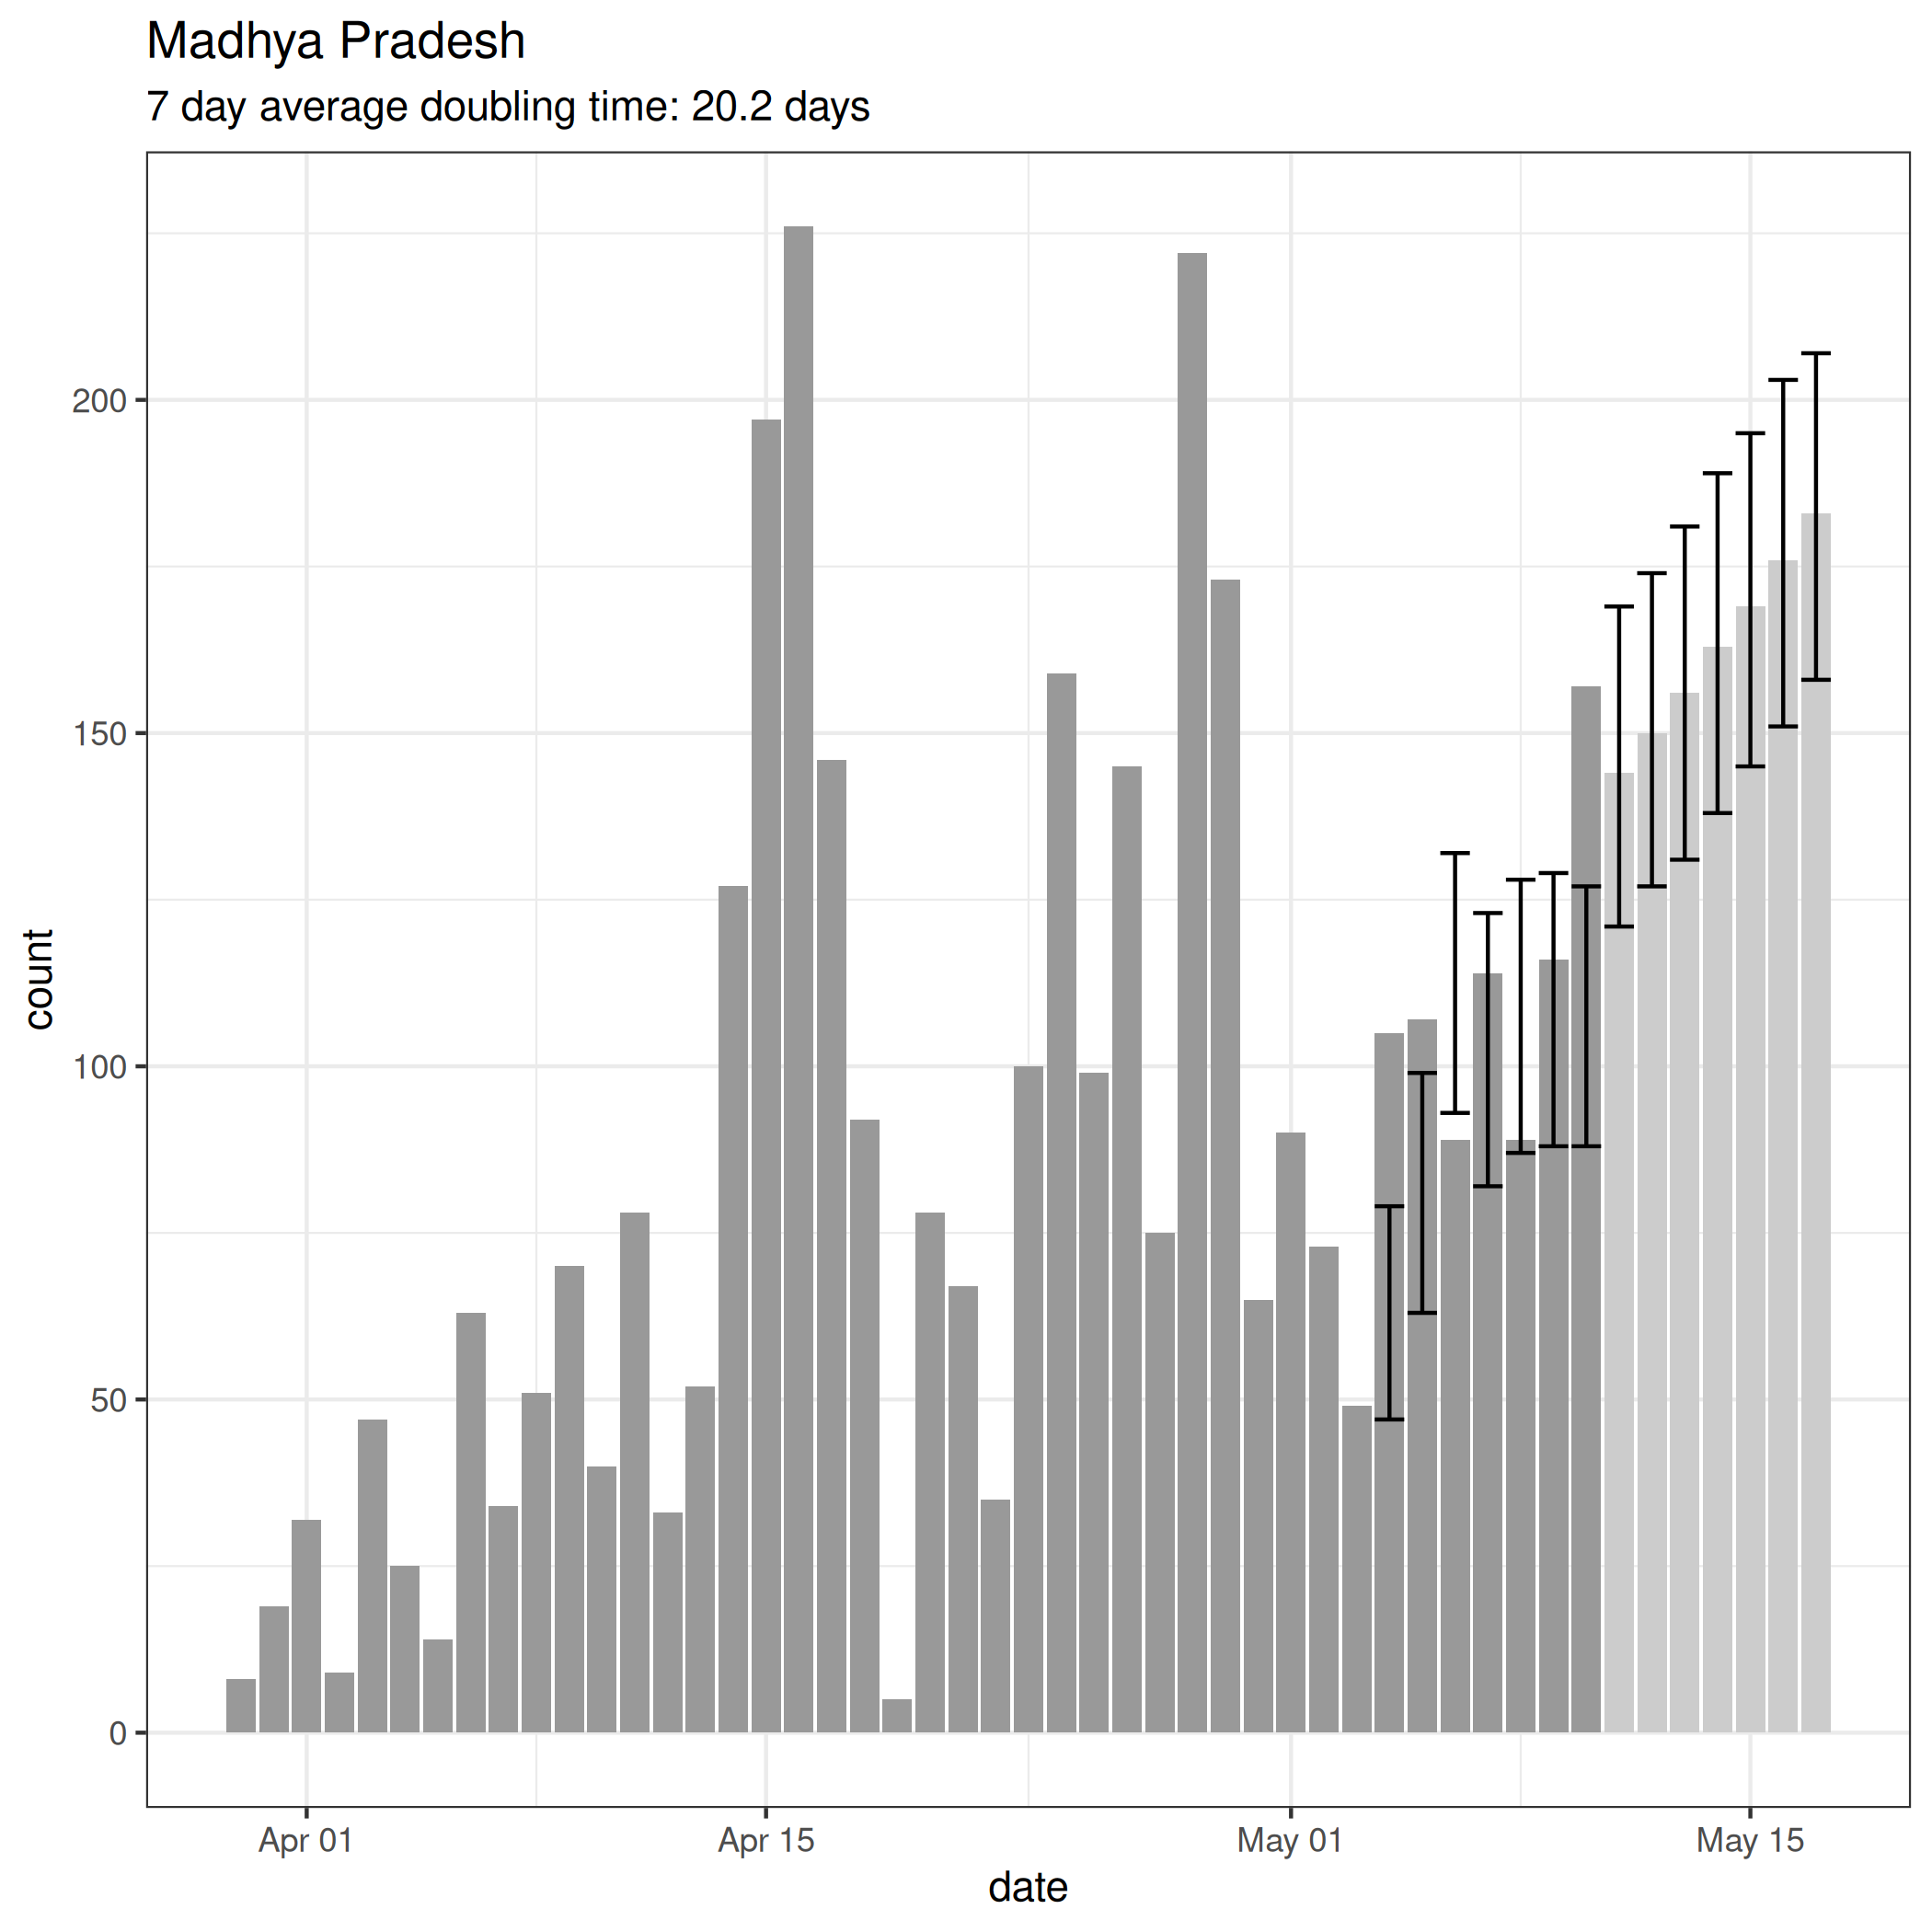 Madhya Pradesh
7 day average doubling time: 20.2 days
count
200
150
100
50
0
Apr 01
Apr 15
May 01
May 15
date